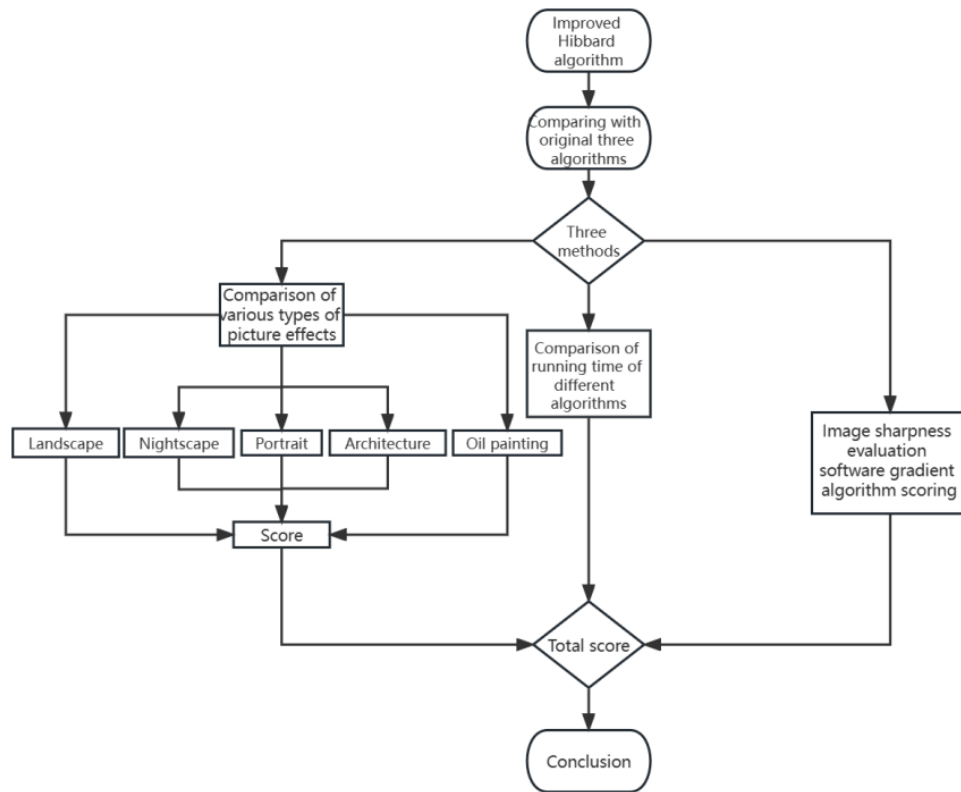 Improved
Hibbard
algorithm
Comparing with
original three
algorithms
Three
methods
Comparison of
various types of
picture effects
Comparison of
running time of
different
algorithms
Landscape
Nightscape
Portrait
Architecture
Oil painting
Image sharpness
evaluation
software gradient
algorithm scoring
Score
Total score
Conclusion